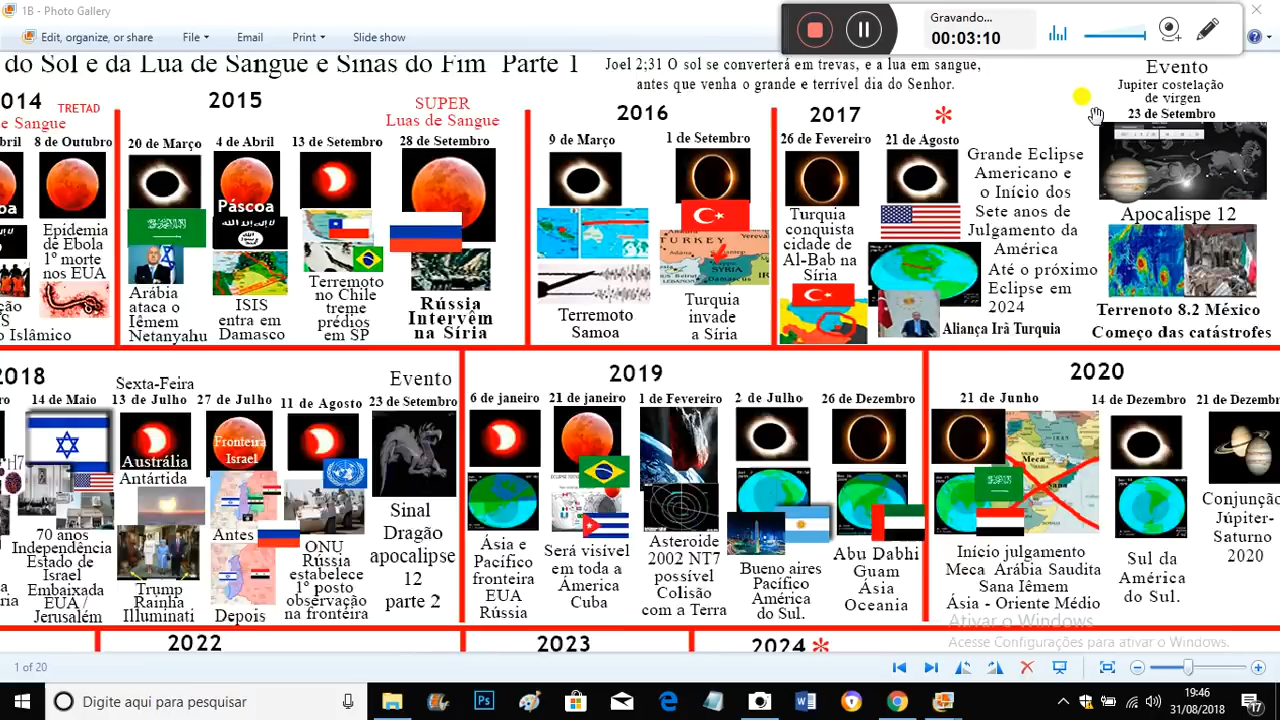 1B - Photo Gallery
Edit, organize, or share
File
Email
Print
Slide show
Gravando...
00:03:10
do Sol e da Lua de Sangue e Sinas do Fim Parte 1
Joel 2;31 O sol se converterá em trevas, e a lua em sangue,
antes que venha o grande e terrível dia do Senhor.
Evento
Jupiter costelação
de virgen
23 de Setembro
Apocalispe 12
Terrenoto 8.2 México
Começo das catástrofes
014
TRETAD
e Sangue
bril
8 de Outubro
Epidemia
de Ebola
1º morte
nos EUA
o Islâmico
2015
SUPER
Luas de Sangue
20 de Março
4 de Abril
13 de Setembro
28 de Setembro
Páscoa
Arábia
ataca o
Iêmem
Netanyahu
ISIS
entra em
Damasco
Terremoto
no Chile
treme
prédios
em SP
Rússia
Intervêm
na Síria
2016
9 de Março
1 de Setembro
Terremoto
Samoa
TURKEY
SYRIA
Turquia
invade
a Síria
2017
*
26 de Fevereiro
21 de Agosto
Turquia
conquista
cidade de
Al-Bab na
Síria
Grande Eclipse
Americano e
o Início dos
Sete anos de
Julgamento da
América
Até o próximo
Eclipse em
2024
Aliança Irã Turquia
2018
Sexta-Feira
Evento
14 de Maio
13 de Julho
27 de Julho
11 de Agosto
23 de Setembro
70 anos
Independência
Estado de
Israel
Embaixada
EUA /
Jerusalém
Austrália
Antártida
Trump
Rainha
Illuminati
Fronteira
Israel
Antes
Depois
ONU
Rússia
estabelece
1º posto
observação
na fronteira
Sinal
Dragão
apocalipse
12
parte 2
2019
6 de janeiro
21 de janeiro
1 de Fevereiro
2 de Julho
26 de Dezembro
Ásia e
Pacífico
fronteira
EUA
Rússia
Será visível
em toda a
Ámerica
Cuba
Asteroide
2002 NT7
possível
Colisão
com a Terra
Bueno aires
Pacífico
América
do Sul.
Abu Dabhi
Guam
Ásia
Oceania
2020
21 de Junho
14 de Dezembro
21 de Dezembr
Meca
Sana
Início julgamento
Meca Arábia Saudita
Sana Iêmem
Ásia - Oriente Médio
Sul da
América
do Sul.
Conjunção
Júpiter-
Saturno
2020
Ativar o Windows
Acesse Configurações para ativar o Windows.
2022
2023
2024 *
1 of 20
Digite aqui para pesquisar
19:46
31/08/2018
17